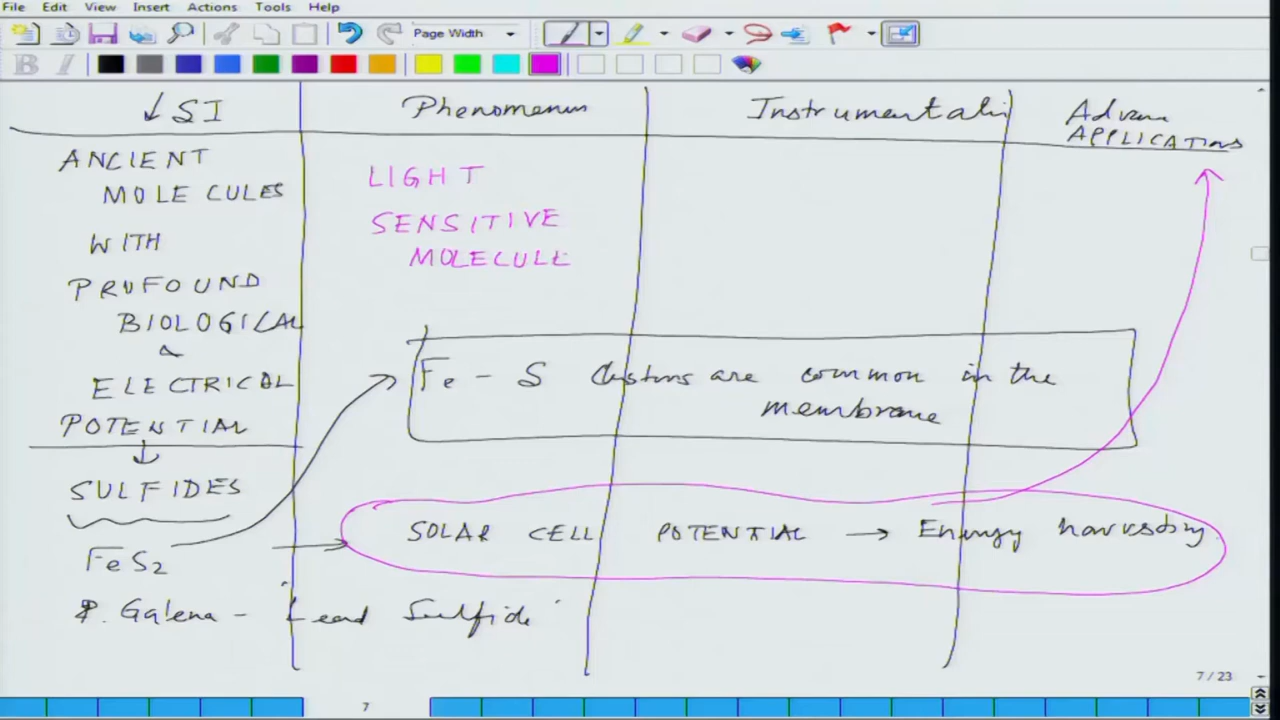 File Edit View Insert Actions Tools Help
Page Width
B I
↓ SI Phenomenon Instrumentation Advan
APPLICATIONS
ANCIENT
MOLECULES
WITH
PROFOUND
BIOLOGICAL
&
ELECTRICAL
POTENTIAL
↓
SULFIDES
FeS2
Galena - "Lead Sulfide"
LIGHT
SENSITIVE
MOLECULE
Fe - S clusters are common in the
membrane
SOLAR CELL POTENTIAL → Energy harvesting
7 / 23
7